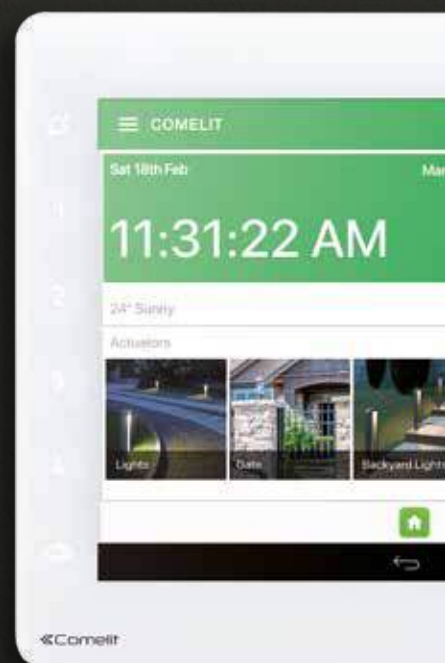 COMELIT
Sat 18th Feb
11:31:22 AM
24° Sunny
Actuators
Lights
Gate
Backyard Lights
Comelit